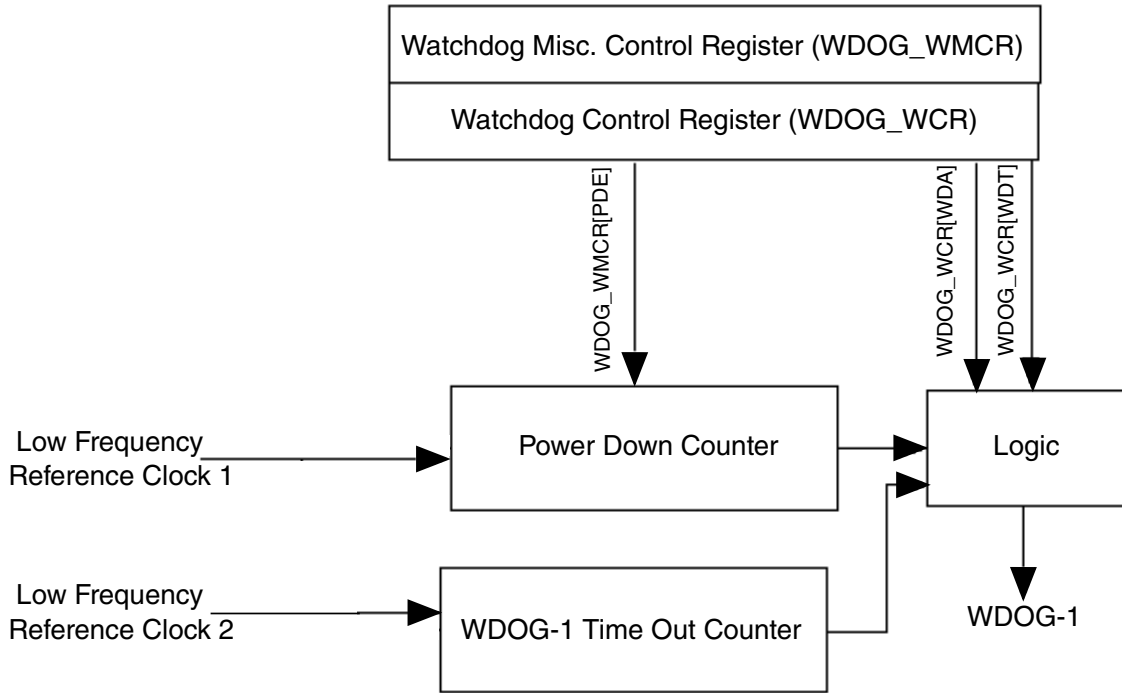 Watchdog Misc. Control Register (WDOG_WMCR)
Watchdog Control Register (WDOG_WCR)
WDOG_WMCR[PDE]
WDOG_WCR[WDA]
WDOG_WCR[WDT]
Low Frequency
Reference Clock 1
Power Down Counter
Logic
Low Frequency
Reference Clock 2
WDOG-1 Time Out Counter
WDOG-1